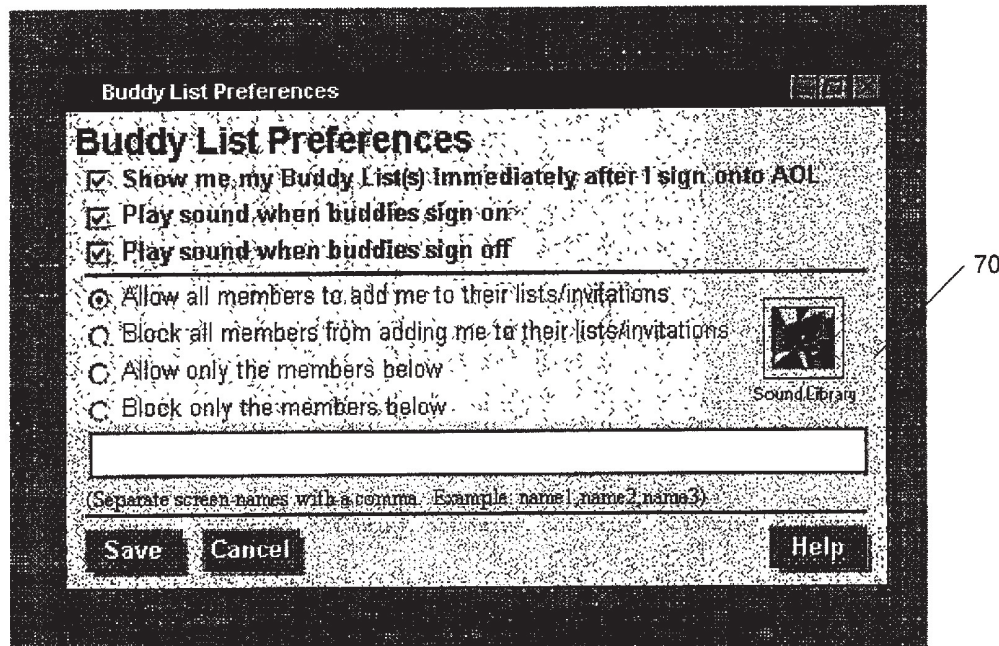 Buddy List Preferences
Buddy List Preferences
Show me my Buddy List(s) Immediately after I sign onto AOL
Play sound when buddies sign on
Play sound when buddies sign off
70
Allow all members to add me to their lists/invitations
Block all members from adding me to their lists/invitations
Allow only the members below
Block only the members below
Sound Library
(Separate screen names with a comma. Example: name1,name2,name3)
Save Cancel Help